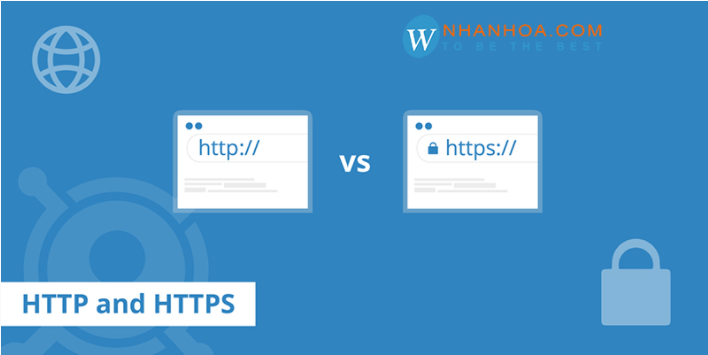 W NHANHOA.COM
TO BE THE BEST
http://
vs
https://
HTTP and HTTPS